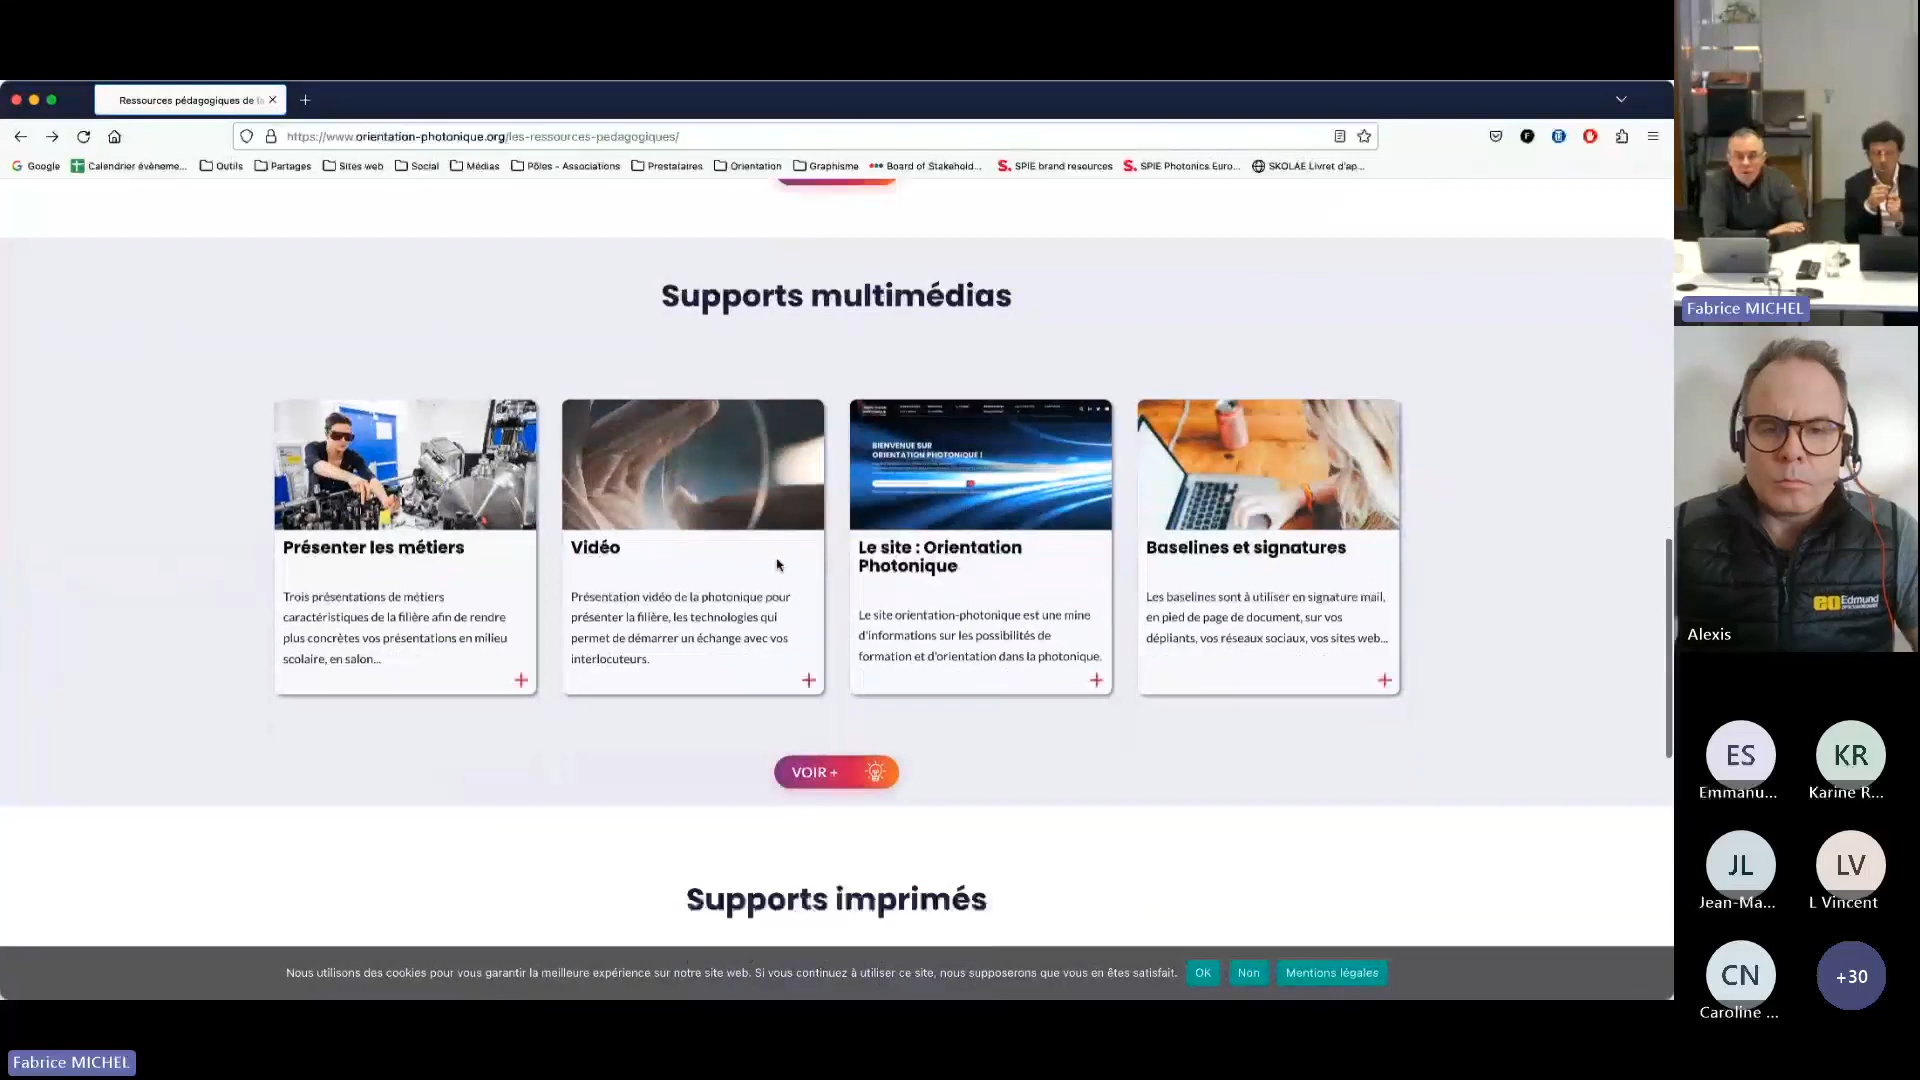 Ressources pédagogiques de la
https://www.orientation-photonique.org/les-ressources-pedagogiques/
Google
Calendrier évèneme...
Outils
Partages
Sites web
Social
Médias
Pôles - Associations
Prestataires
Orientation
Graphisme
Board of Stakehold...
SPIE brand resources
SPIE Photonics Euro...
SKOLAE Livret d'ap...
Supports multimédias
Présenter les métiers
Trois présentations de métiers
caractéristiques de la filière afin de rendre
plus concrètes vos présentations en milieu
scolaire, en salon...
Vidéo
Présentation vidéo de la photonique pour
présenter la filière, les technologies qui
permet de démarrer un échange avec vos
interlocuteurs.
BIENVENUE SUR
ORIENTATION PHOTONIQUE !
Le site : Orientation
Photonique
Le site orientation-photonique est une mine
d'informations sur les possibilités de
formation et d'orientation dans la photonique.
Baselines et signatures
Les baselines sont à utiliser en signature mail,
en pied de page de document, sur vos
dépliants, vos réseaux sociaux, vos sites web...
VOIR +
Supports imprimés
Nous utilisons des cookies pour vous garantir la meilleure expérience sur notre site web. Si vous continuez à utiliser ce site, nous supposerons que vous en êtes satisfait.
OK
Non
Mentions légales
Fabrice MICHEL
Fabrice MICHEL
eo Edmund
Alexis
ES
Emmanu...
KR
Karine R...
JL
Jean-Ma...
LV
L Vincent
CN
Caroline ...
+30